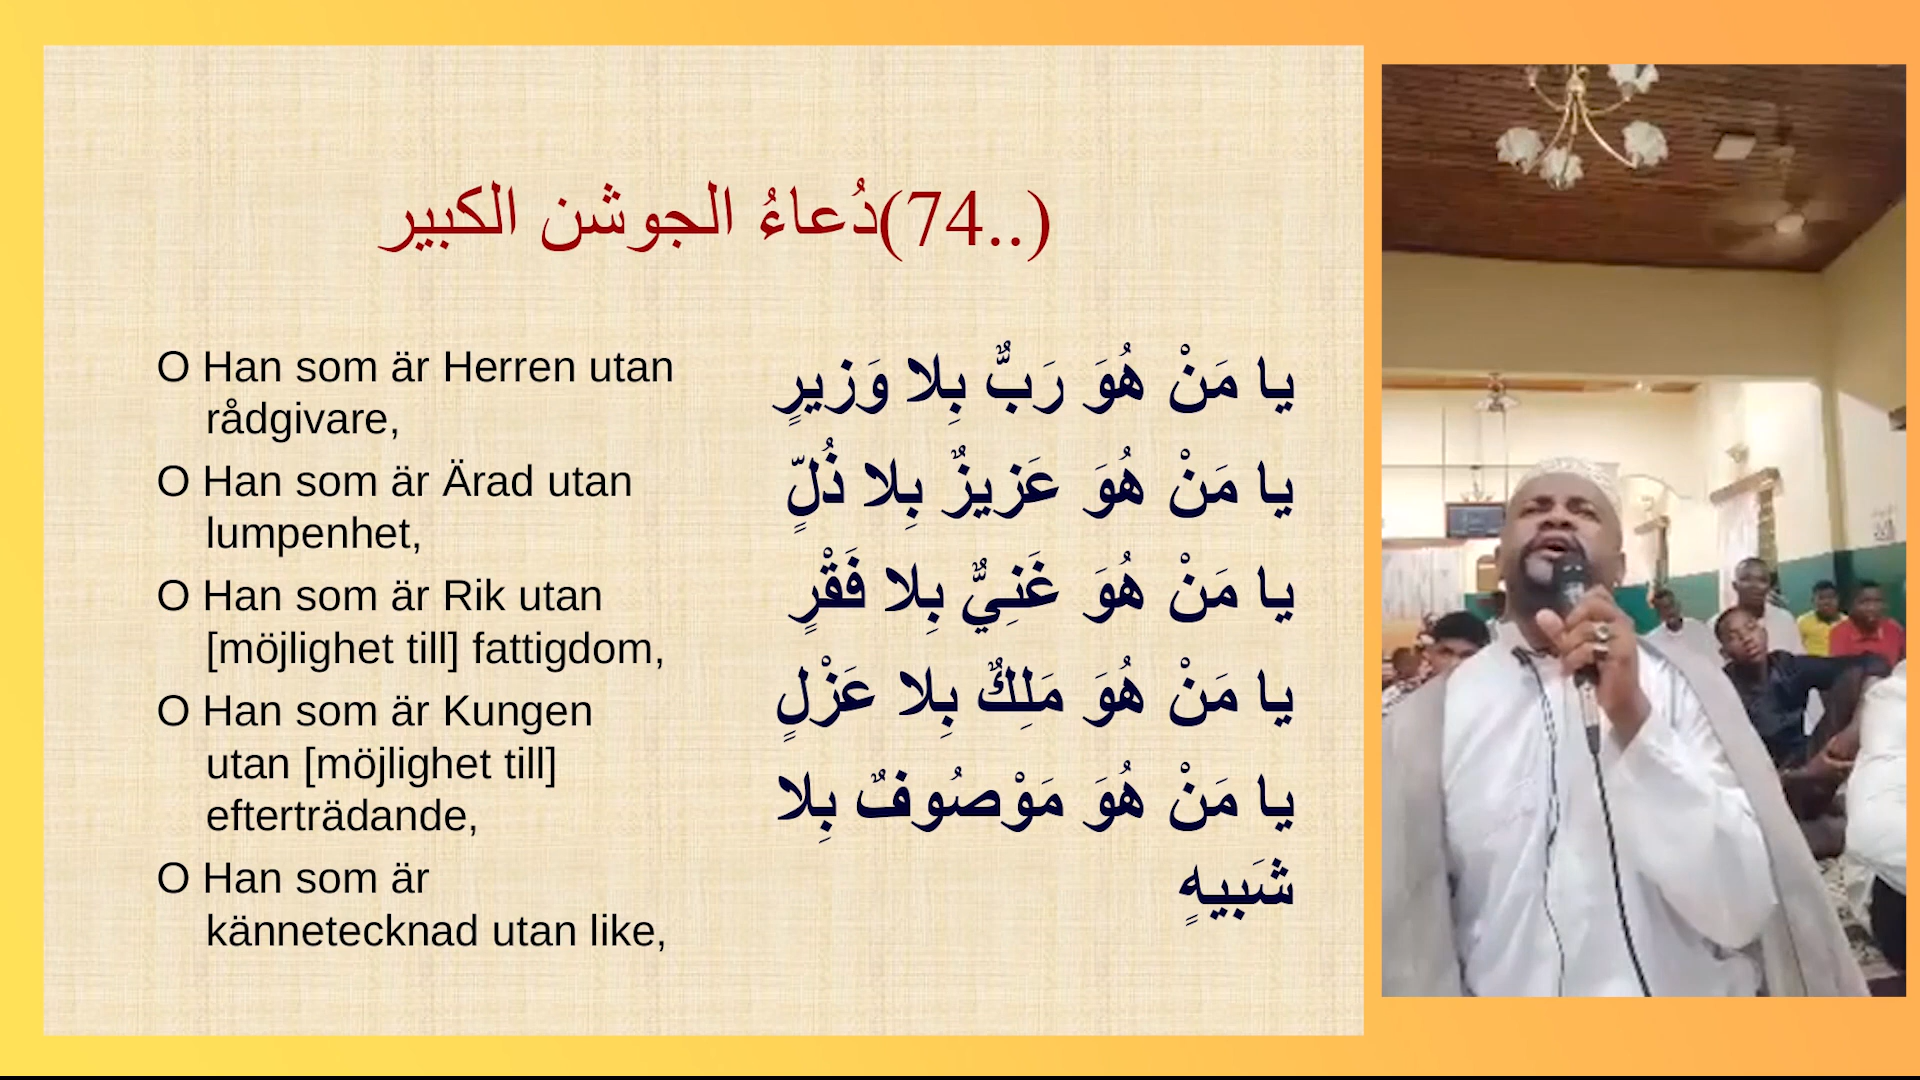 (..74)دُعاءُ الجوشن الكبير
O Han som är Herren utan
rådgivare,
O Han som är Ärad utan
lumpenhet,
O Han som är Rik utan
[möjlighet till] fattigdom,
O Han som är Kungen
utan [möjlighet till]
efterträdande,
O Han som är
kännetecknad utan like,
يا مَنْ هُوَ رَبٌّ بِلا وَزيرٍ
يا مَنْ هُوَ عَزيزٌ بِلا ذُلٍّ
يا مَنْ هُوَ غَنِيٌّ بِلا فَقْرٍ
يا مَنْ هُوَ مَلِكٌ بِلا عَزْلٍ
يا مَنْ هُوَ مَوْصُوفٌ بِلا
شَبيهٍ